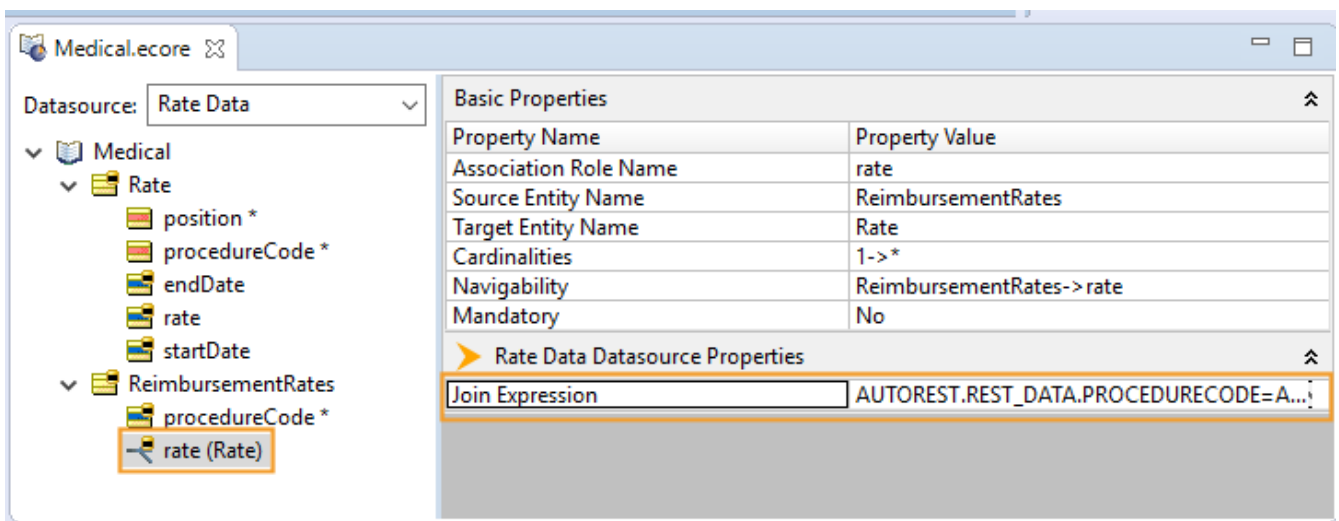 Medical.ecore
Datasource: Rate Data
Medical
Rate
position *
procedureCode *
endDate
rate
startDate
ReimbursementRates
procedureCode *
rate (Rate)
Basic Properties
Property Name Property Value
Association Role Name rate
Source Entity Name ReimbursementRates
Target Entity Name Rate
Cardinalities 1->*
Navigability ReimbursementRates->rate
Mandatory No
Rate Data Datasource Properties
Join Expression AUTOREST.REST_DATA.PROCEDURECODE=A...